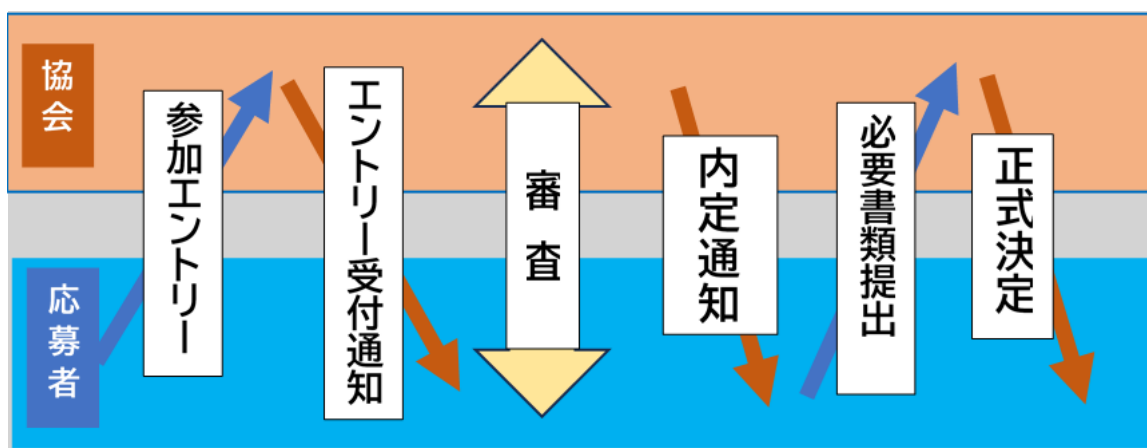 協会
応募者
参加エントリー
エントリー受付通知
審査
内定通知
必要書類提出
正式決定